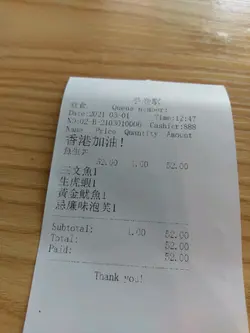 Queue number:
Date:2021-03-01 Time:12:47
NO:02-B-2103010006 Cashier:888
Name Price Quantity Amount
香港加油!
52.00 1.00 52.00
三文魚1
生虎蝦1
黃金魷魚1
忌廉味泡芙1
Subtotal: 1.00 52.00
Total: 52.00
Paid: 52.00
Thank you!